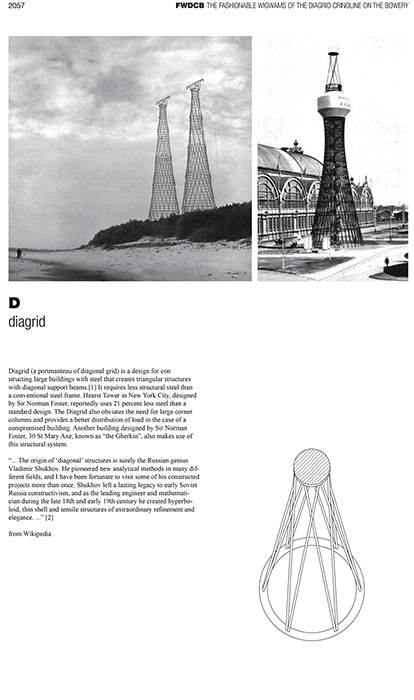 2057
FWDCB THE FASHIONABLE WIGWAMS OF THE DIAGRID CRINOLINE ON THE BOWERY
D
diagrid
Diagrid (a portmanteau of diagonal grid) is a design for con
structing large buildings with steel that creates triangular structures
with diagonal support beams.[1] It requires less structural steel than
a conventional steel frame. Hearst Tower in New York City, designed
by Sir Norman Foster, reportedly uses 21 percent less steel than a
standard design. The Diagrid also obviates the need for large corner
columns and provides a better distribution of load in the case of a
compromised building. Another building designed by Sir Norman
Foster, 30 St Mary Axe, known as “the Gherkin”, also makes use of
this structural system.
“... The origin of ‘diagonal’ structures is surely the Russian genius
Vladimir Shukhov. He pioneered new analytical methods in many dif-
ferent fields, and I have been fortunate to visit some of his constructed
projects more than once. Shukhov left a lasting legacy to early Soviet
Russia constructivism, and as the leading engineer and mathemati-
cian during the late 18th and early 19th century he created hyperbo-
loid, thin shell and tensile structures of extraordinary refinement and
elegance. ...” [2]
from Wikipedia